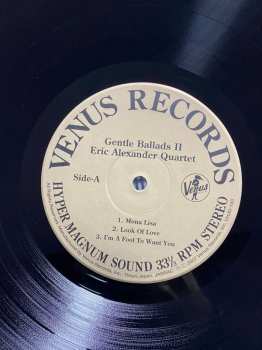 VENUS RECORDS
Gentle Ballads II
Eric Alexander Quartet
Side-A
Venus
1. Mona Lisa
2. Look Of Love
3. I'm A Fool To Want You
HYPER MAGNUM SOUND 33⅓ RPM STEREO